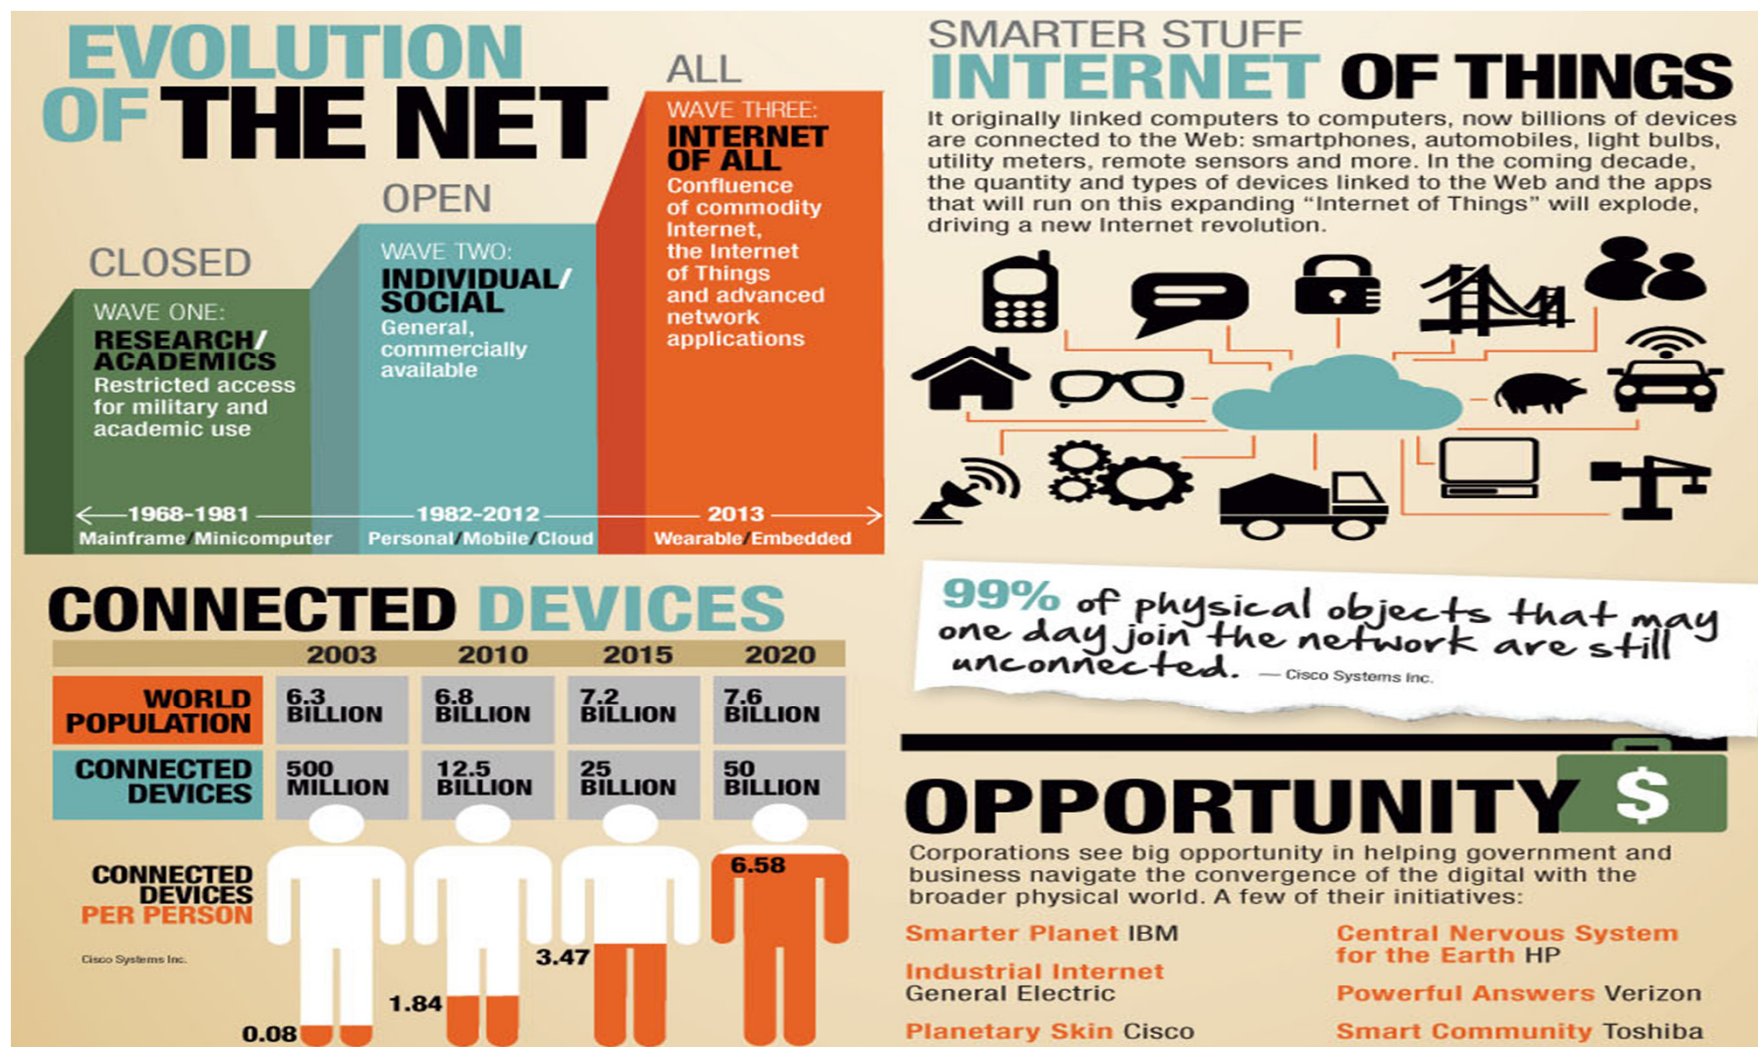 EVOLUTION
OF THE NET
CLOSED
WAVE ONE:
RESEARCH/
ACADEMICS
Restricted access
for military and
academic use
1968-1981
Mainframe/Minicomputer
OPEN
WAVE TWO:
INDIVIDUAL/
SOCIAL
General,
commercially
available
1982-2012
Personal/Mobile/Cloud
ALL
WAVE THREE:
INTERNET
OF ALL
Confluence
of commodity
Internet,
the Internet
of Things
and advanced
network
applications
2013
Wearable/Embedded
CONNECTED DEVICES
2003 2010 2015 2020
WORLD
POPULATION
6.3
BILLION
6.8
BILLION
7.2
BILLION
7.6
BILLION
CONNECTED
DEVICES
500
MILLION
12.5
BILLION
25
BILLION
50
BILLION
CONNECTED
DEVICES
PER PERSON
0.08
1.84
3.47
6.58
Cisco Systems Inc.
SMARTER STUFF
INTERNET OF THINGS
It originally linked computers to computers, now billions of devices
are connected to the Web: smartphones, automobiles, light bulbs,
utility meters, remote sensors and more. In the coming decade,
the quantity and types of devices linked to the Web and the apps
that will run on this expanding “Internet of Things” will explode,
driving a new Internet revolution.
99% of physical objects that may
one day join the network are still
unconnected. — Cisco Systems Inc.
OPPORTUNITY
$
Corporations see big opportunity in helping government and
business navigate the convergence of the digital with the
broader physical world. A few of their initiatives:
Smarter Planet IBM
Industrial Internet
General Electric
Planetary Skin Cisco
Central Nervous System
for the Earth HP
Powerful Answers Verizon
Smart Community Toshiba